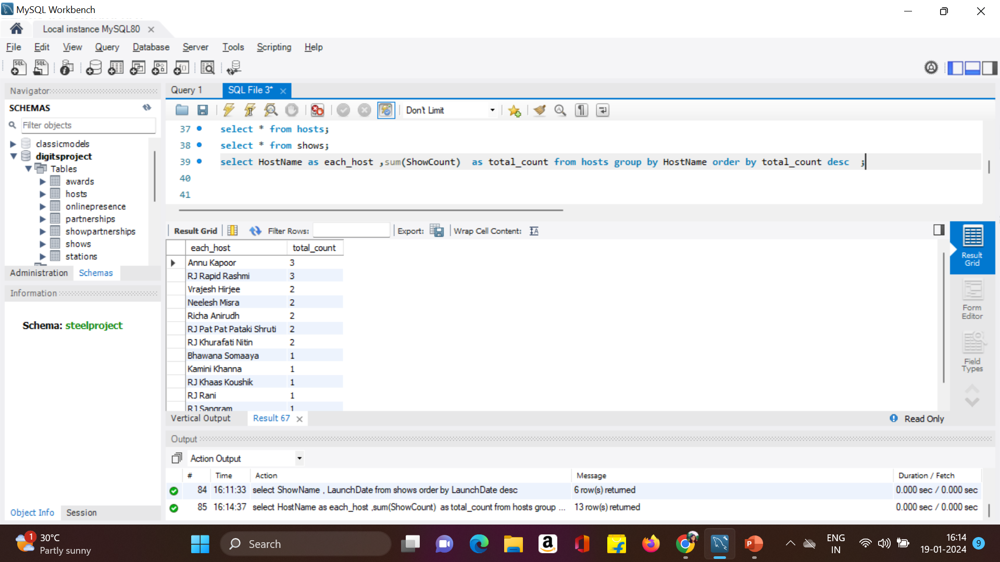 MySQL Workbench
Local instance MySQL80
File Edit View Query Database Server Tools Scripting Help
Navigator
SCHEMAS
Filter objects
classicmodels
digitsproject
Tables
awards
hosts
onlinepresence
partnerships
showpartnerships
shows
stations
Administration Schemas
Information
Schema: steelproject
Object Info Session
Query 1 SQL File 3*
Don't Limit
37 select * from hosts;
38 select * from shows;
39 select HostName as each_host ,sum(ShowCount)  as total_count from hosts group by HostName order by total_count desc  ;
40
41
Result Grid Filter Rows: Export: Wrap Cell Content:
each_host total_count
Annu Kapoor 3
RJ Rapid Rashmi 3
Vrajesh Hirjee 2
Neelesh Misra 2
Richa Anirudh 2
RJ Pat Pat Pataki Shruti 2
RJ Khurafati Nitin 2
Bhawana Somaaya 1
Kamini Khanna 1
RJ Khaas Koushik 1
RJ Rani 1
RJ Sangram 1
Result
Grid
Form
Editor
Field
Types
Vertical Output Result 67 Read Only
Output
Action Output
# Time Action Message Duration / Fetch
84 16:11:33 select ShowName , LaunchDate from shows order by LaunchDate desc 6 row(s) returned 0.000 sec / 0.000 sec
85 16:14:37 select HostName as each_host ,sum(ShowCount)  as total_count from hosts group ... 13 row(s) returned 0.000 sec / 0.000 sec
1 30°C
Partly sunny
Search
ENG
IN
16:14
19-01-2024
9